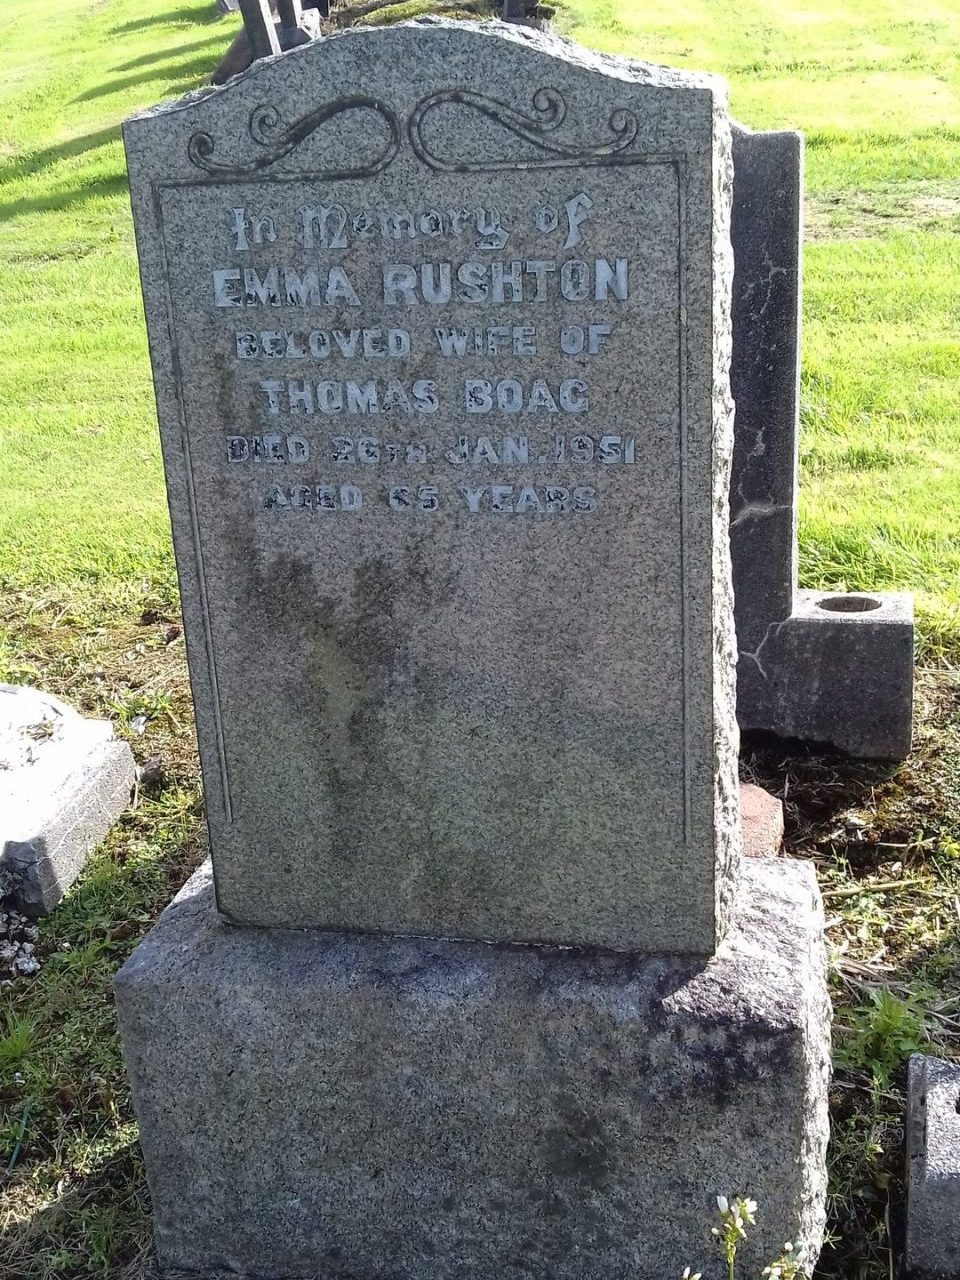 In Memory of
EMMA RUSHTON
BELOVED WIFE OF
THOMAS BOAG
DIED 26TH JAN. 1951
AGED 65 YEARS